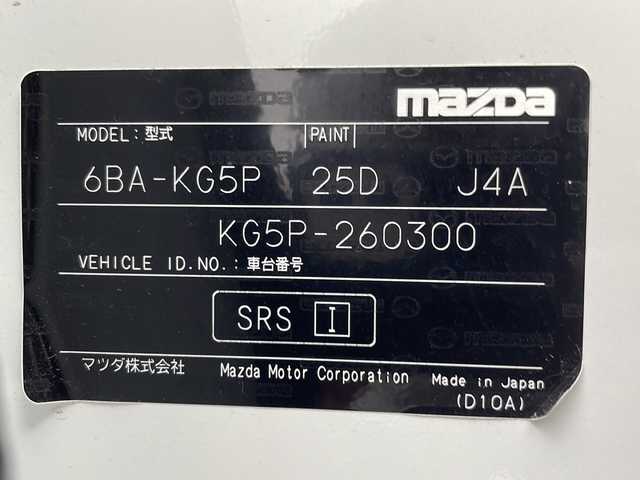 mazda
MODEL: 型式 PAINT
6BA-KG5P 25D J4A
KG5P-260300
VEHICLE ID.NO.: 車台番号
SRS I
マツダ株式会社 Mazda Motor Corporation Made in Japan
(D10A)